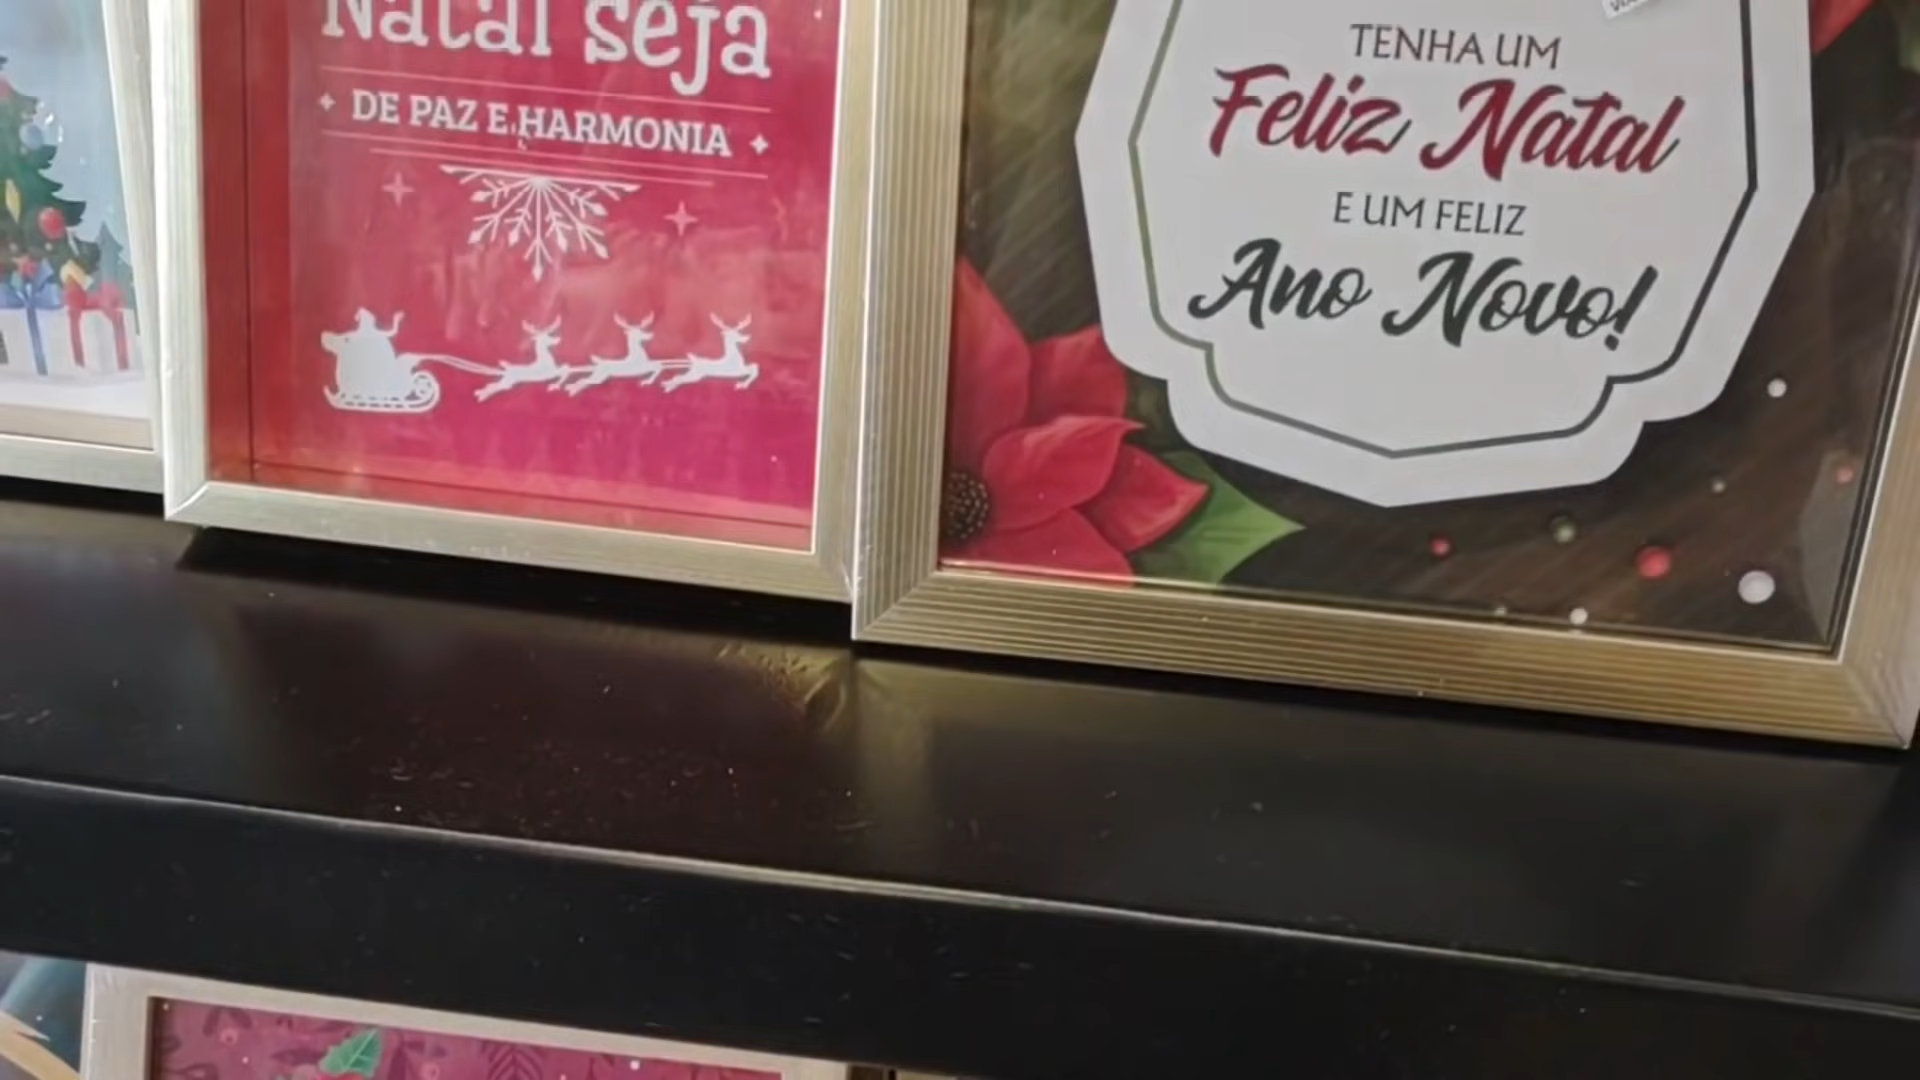 Natal seja
DE PAZ E HARMONIA
TENHA UM
Feliz Natal
E UM FELIZ
Ano Novo!